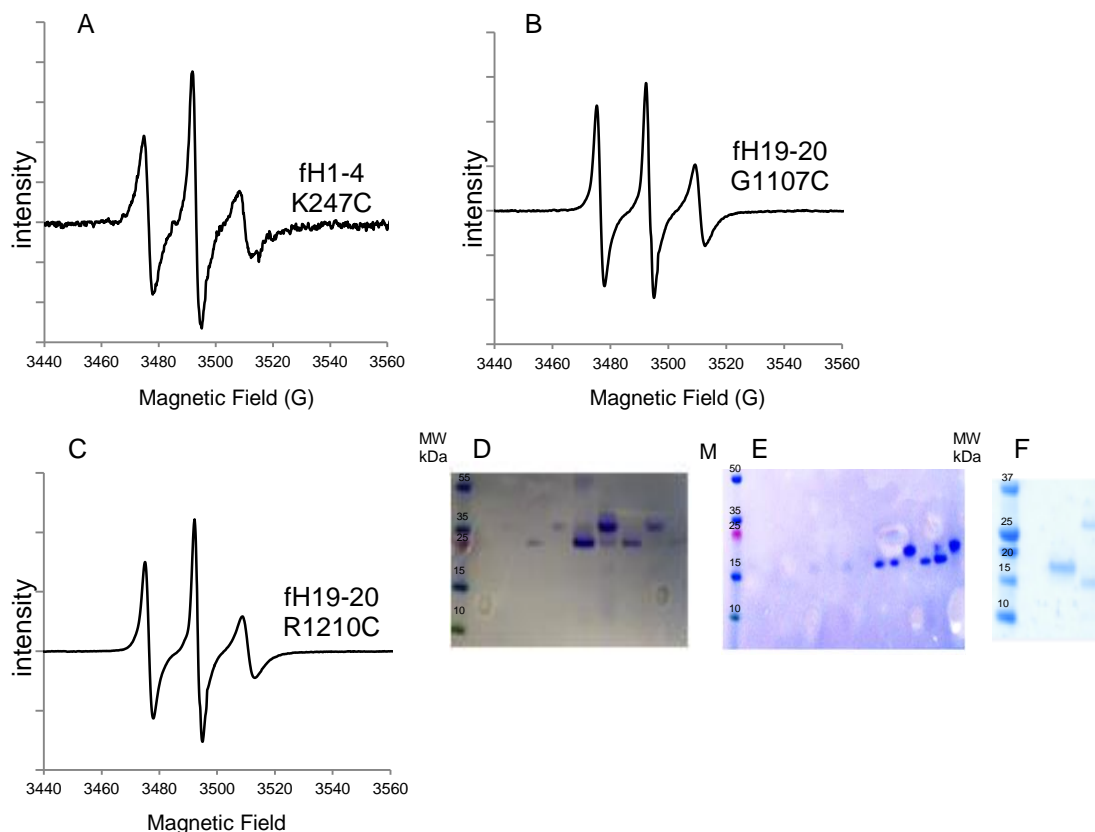 A
intensity
fH1-4
K247C
3440 3460 3480 3500 3520 3540 3560
Magnetic Field (G)
B
intensity
fH19-20
G1107C
3440 3460 3480 3500 3520 3540 3560
Magnetic Field (G)
C
intensity
fH19-20
R1210C
3440 3460 3480 3500 3520 3540 3560
Magnetic Field
MW
kDa
D
55
35
25
15
10
M
E
50
35
25
15
10
MW
kDa
F
37
25
20
15
10